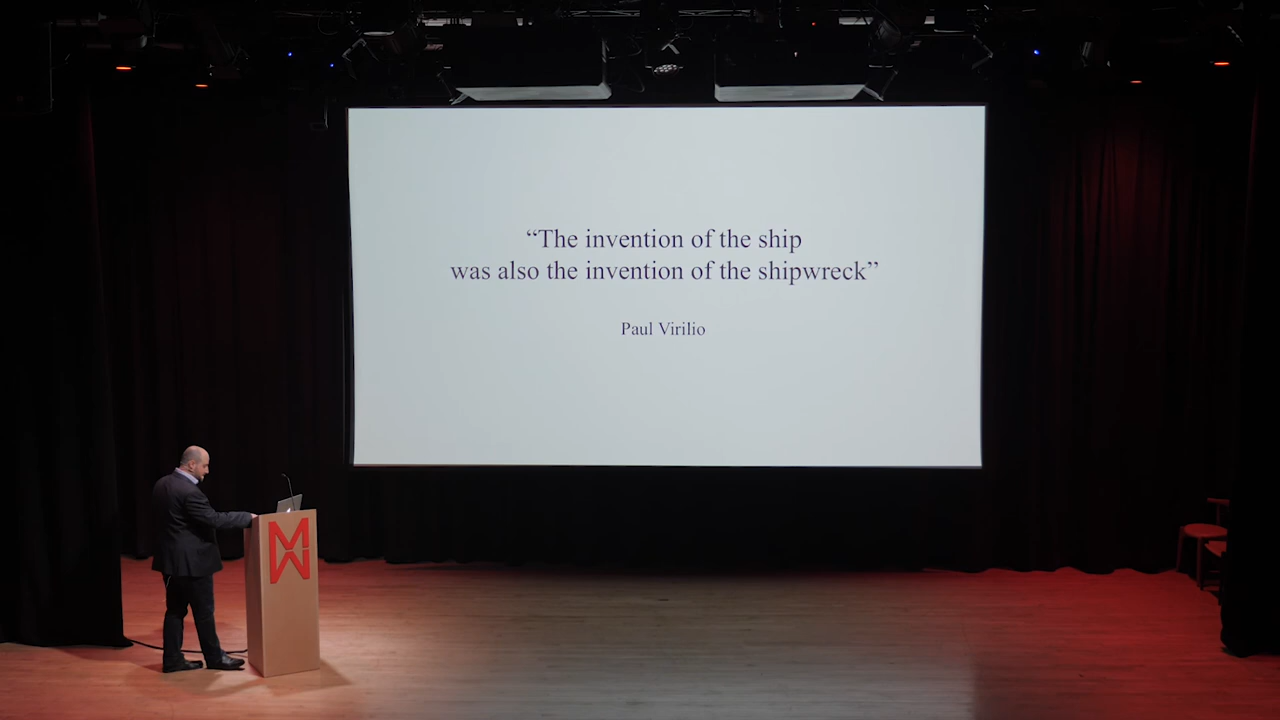 “The invention of the ship
was also the invention of the shipwreck”
Paul Virilio